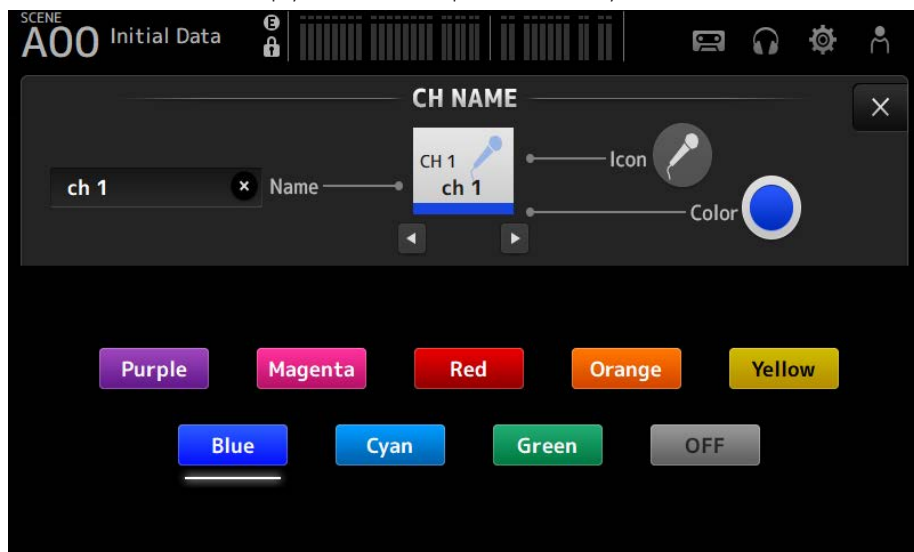 SCENE
A00 Initial Data
E
CH NAME
CH 1
ch 1
ch 1
Name
Icon
Color
Purple
Magenta
Red
Orange
Yellow
Blue
Cyan
Green
OFF